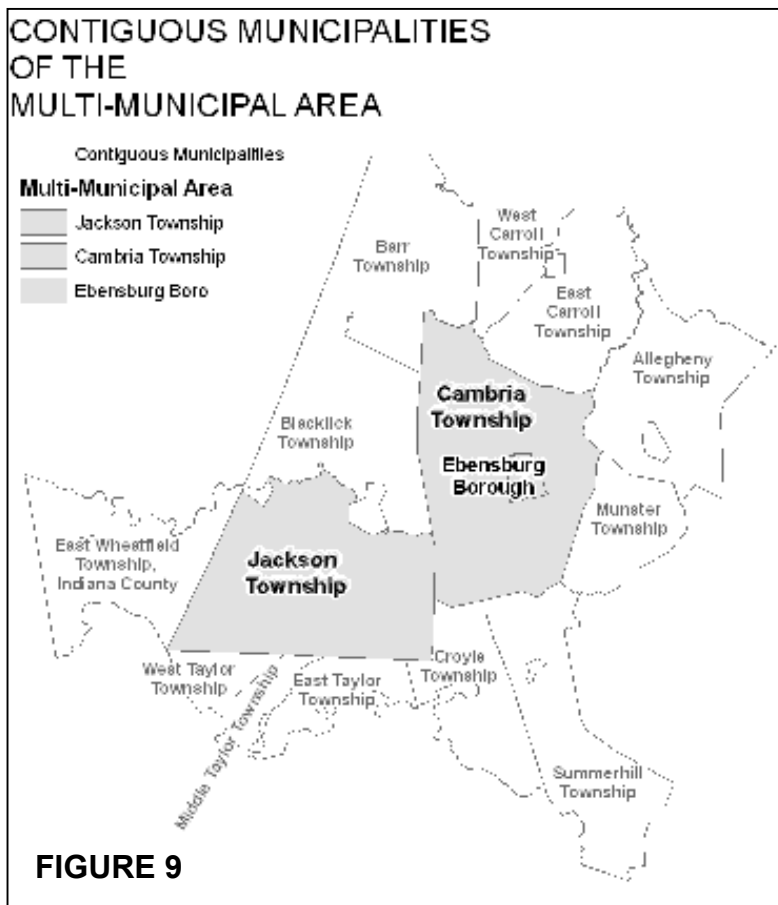 CONTIGUOUS MUNICIPALITIES
OF THE
MULTI-MUNICIPAL AREA
Contiguous Municipalities
Multi-Municipal Area
Jackson Township
Cambria Township
Ebensburg Boro
West
Carroll
Township
Barr
Township
East
Carroll
Township
Allegheny
Township
Cambria
Township
Blacklick
Township
Ebensburg
Borough
Munster
Township
East Wheatfield
Township,
Indiana County
Jackson
Township
West Taylor
Township
Middle Taylor Township
East Taylor
Township
Croyle
Township
Summerhill
Township
FIGURE 9